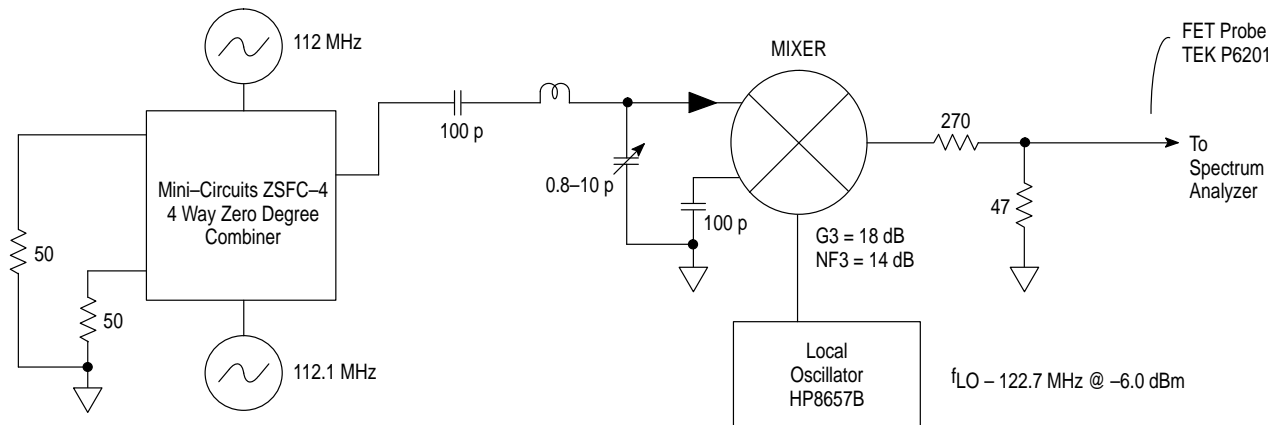 112 MHz
MIXER
FET Probe
TEK P6201
100 p
270
To
Spectrum
Analyzer
Mini–Circuits ZSFC–4
4 Way Zero Degree
Combiner
0.8–10 p
100 p
47
50
50
G3 = 18 dB
NF3 = 14 dB
112.1 MHz
Local
Oscillator
HP8657B
fLO – 122.7 MHz @ –6.0 dBm